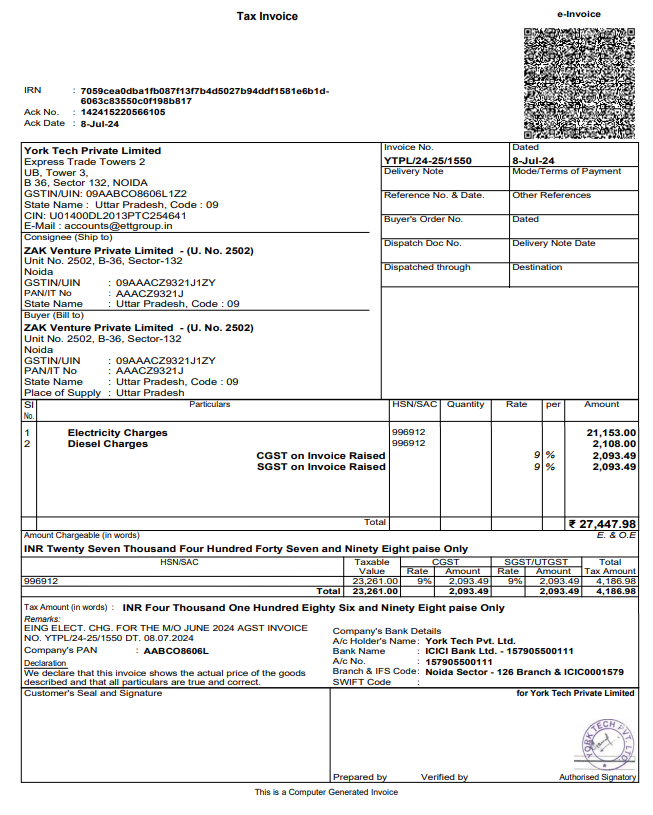 Tax Invoice
e-Invoice
IRN : 7059cea0dba1fb087f13f7b4d5027b94ddf1581e6b1d-
6063c83550c0f198b817
Ack No. : 142415220566105
Ack Date : 8-Jul-24
York Tech Private Limited
Express Trade Towers 2
UB, Tower 3,
B 36, Sector 132, NOIDA
GSTIN/UIN: 09AABCO8606L1Z2
State Name : Uttar Pradesh, Code : 09
CIN: U01400DL2013PTC254641
E-Mail : accounts@ettgroup.in
Invoice No. Dated
YTPL/24-25/1550 8-Jul-24
Delivery Note Mode/Terms of Payment
Reference No. & Date. Other References
Buyer's Order No. Dated
Dispatch Doc No. Delivery Note Date
Dispatched through Destination
Consignee (Ship to)
ZAK Venture Private Limited - (U. No. 2502)
Unit No. 2502, B-36, Sector-132
Noida
GSTIN/UIN : 09AAACZ9321J1ZY
PAN/IT No : AAACZ9321J
State Name : Uttar Pradesh, Code : 09
Buyer (Bill to)
ZAK Venture Private Limited - (U. No. 2502)
Unit No. 2502, B-36, Sector-132
Noida
GSTIN/UIN : 09AAACZ9321J1ZY
PAN/IT No : AAACZ9321J
State Name : Uttar Pradesh, Code : 09
Place of Supply : Uttar Pradesh
Sl No. Particulars HSN/SAC Quantity Rate per Amount
1 Electricity Charges 996912 21,153.00
2 Diesel Charges 996912 2,108.00
CGST on Invoice Raised 9 % 2,093.49
SGST on Invoice Raised 9 % 2,093.49
Total ₹ 27,447.98
Amount Chargeable (in words) E. & O.E
INR Twenty Seven Thousand Four Hundred Forty Seven and Ninety Eight paise Only
HSN/SAC Taxable Value CGST SGST/UTGST Total Tax Amount
Rate Amount Rate Amount
996912 23,261.00 9% 2,093.49 9% 2,093.49 4,186.98
Total 23,261.00 2,093.49 2,093.49 4,186.98
Tax Amount (in words) : INR Four Thousand One Hundred Eighty Six and Ninety Eight paise Only
Remarks:
EING ELECT. CHG. FOR THE M/O JUNE 2024 AGST INVOICE
NO. YTPL/24-25/1550 DT. 08.07.2024
Company's PAN : AABCO8606L
Declaration
We declare that this invoice shows the actual price of the goods
described and that all particulars are true and correct.
Company's Bank Details
A/c Holder's Name : York Tech Pvt. Ltd.
Bank Name : ICICI Bank Ltd. - 157905500111
A/c No. : 157905500111
Branch & IFS Code : Noida Sector - 126 Branch & ICIC0001579
SWIFT Code :
Customer's Seal and Signature
for York Tech Private Limited
YORK TECH PVT. LTD.
Prepared by Verified by Authorised Signatory
This is a Computer Generated Invoice